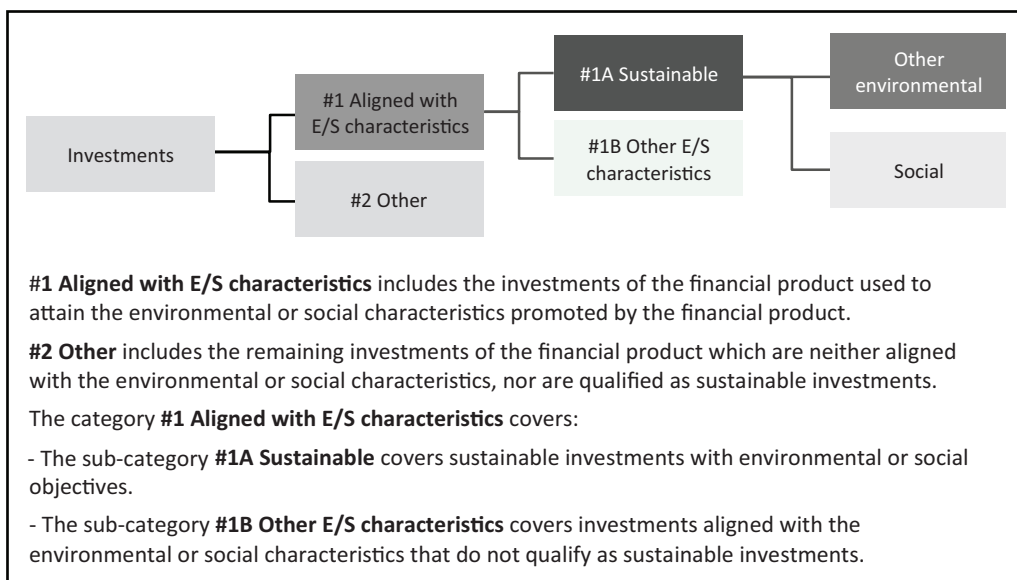 Investments
#1 Aligned with
E/S characteristics
#2 Other
#1A Sustainable
#1B Other E/S
characteristics
Other
environmental
Social
#1 Aligned with E/S characteristics includes the investments of the financial product used to
attain the environmental or social characteristics promoted by the financial product.
#2 Other includes the remaining investments of the financial product which are neither aligned
with the environmental or social characteristics, nor are qualified as sustainable investments.
The category #1 Aligned with E/S characteristics covers:
- The sub-category #1A Sustainable covers sustainable investments with environmental or social
objectives.
- The sub-category #1B Other E/S characteristics covers investments aligned with the
environmental or social characteristics that do not qualify as sustainable investments.